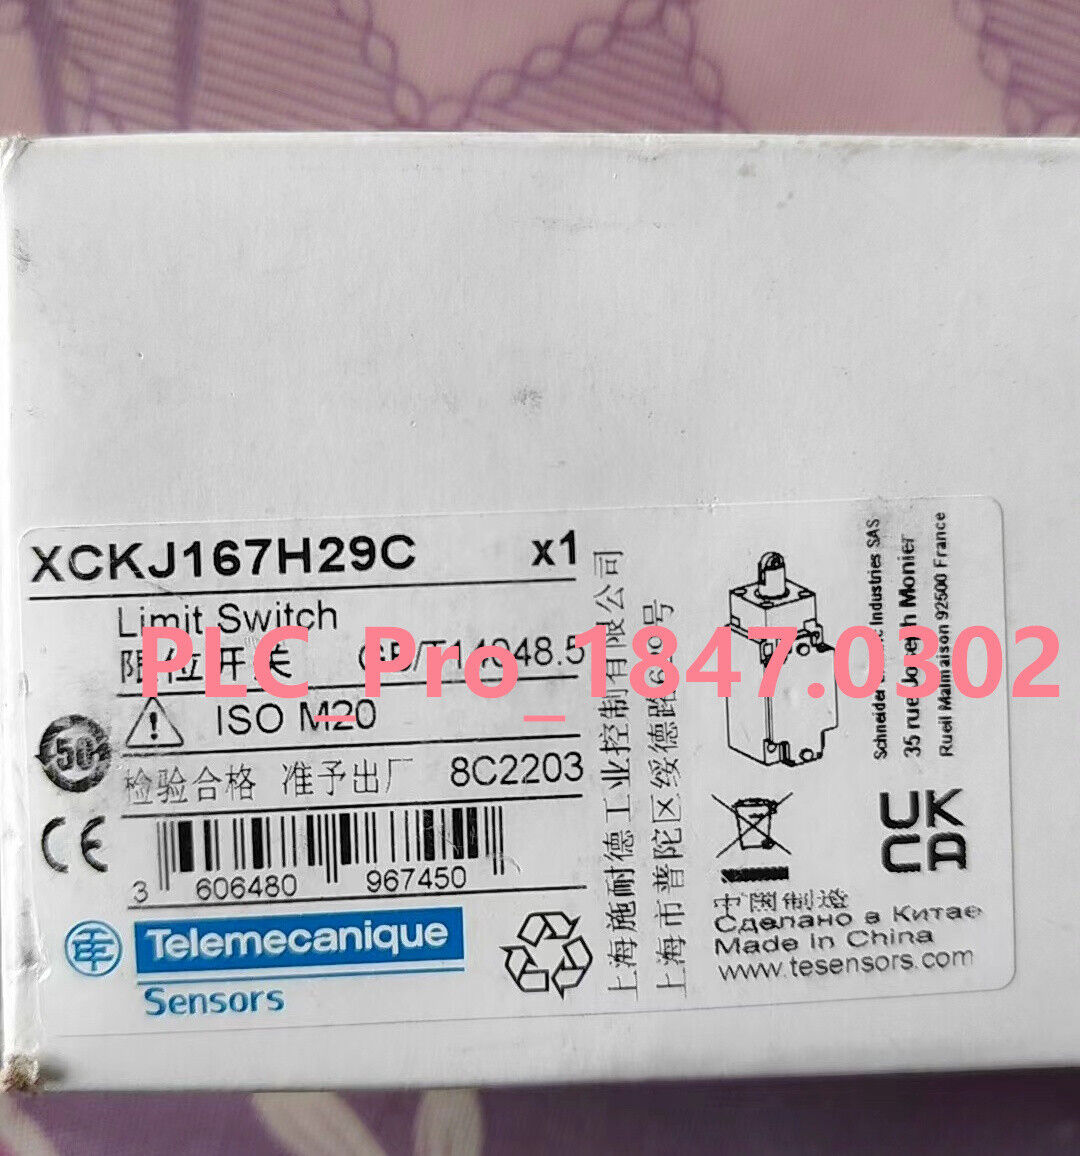 XCKJ167H29C x1
Limit Switch
限位开关 GB/T14048.5
PLC_Pro_1847.0302
ISO M20
50
检验合格 准予出厂 8C2203
CE
3 606480 967450
Telemecanique
Sensors
上海施耐德工业控制有限公司
上海市普陀区绥德路
Industries SAS
35 rue Joseph Monier
Rueil Malmaison 92500 France
UK
CA
中国制造
Сделано в Китае
Made In China
www.tesensors.com